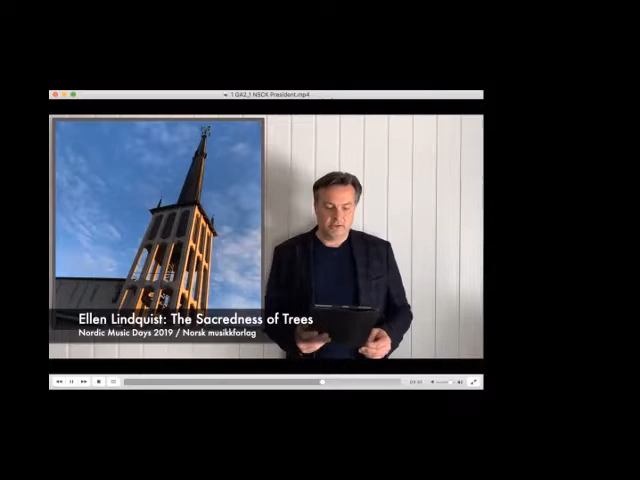 1 GA2_1 NSCK President.mp4
Ellen Lindquist: The Sacredness of Trees
Nordic Music Days 2019 / Norsk musikkforlag